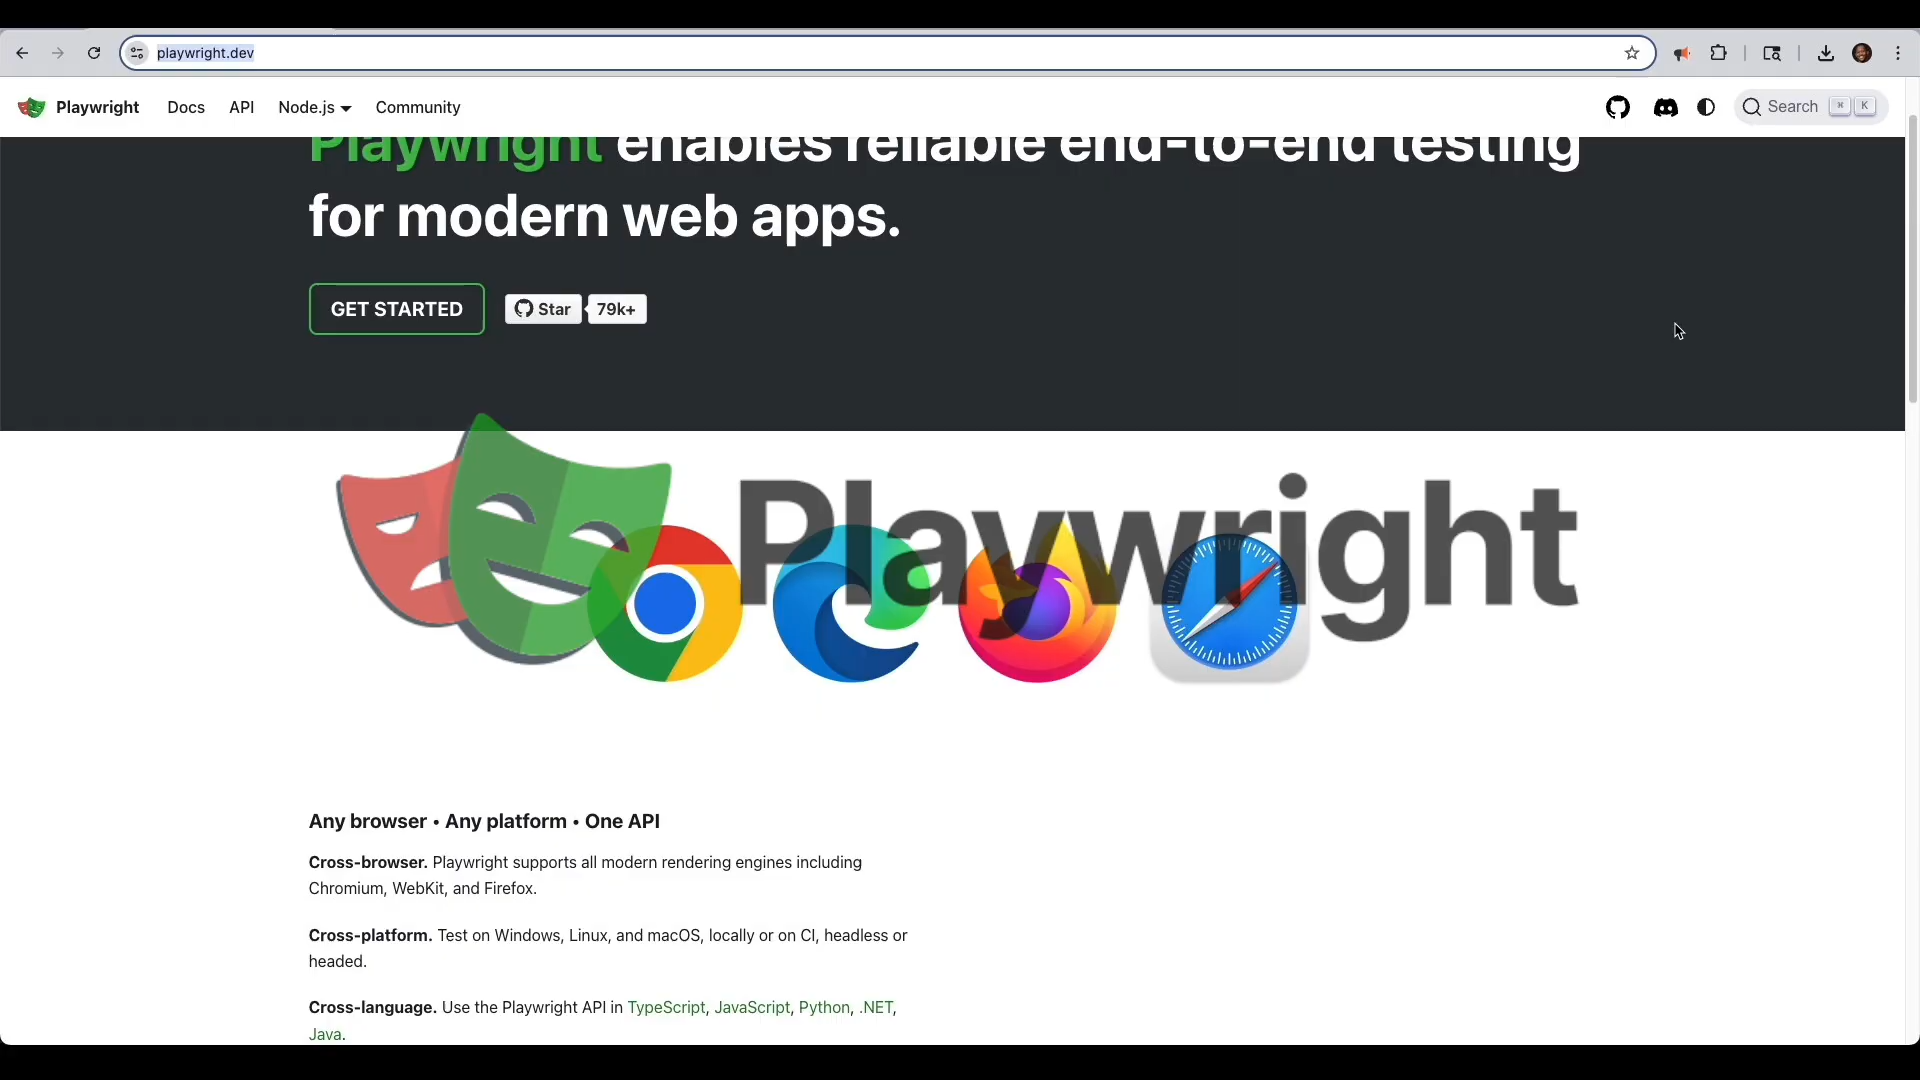 playwright.dev
Playwright Docs API Node.js Community Search ⌘ K
Playwright enables reliable end-to-end testing
for modern web apps.
GET STARTED Star 79k+
Playwright
Any browser • Any platform • One API
Cross-browser. Playwright supports all modern rendering engines including
Chromium, WebKit, and Firefox.
Cross-platform. Test on Windows, Linux, and macOS, locally or on CI, headless or
headed.
Cross-language. Use the Playwright API in TypeScript, JavaScript, Python, .NET,
Java.